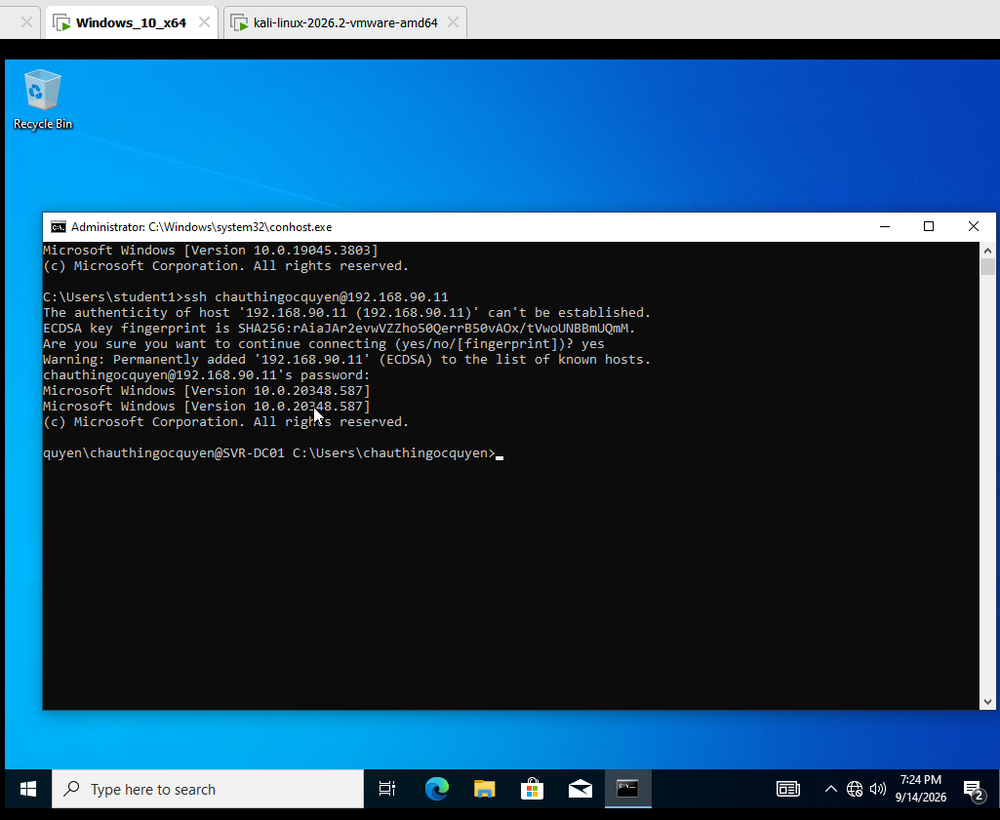 Windows_10_x64
kali-linux-2026.2-vmware-amd64
Recycle Bin
Administrator: C:\Windows\system32\conhost.exe
Microsoft Windows [Version 10.0.19045.3803]
(c) Microsoft Corporation. All rights reserved.
C:\Users\student1>ssh chauthingocquyen@192.168.90.11
The authenticity of host '192.168.90.11 (192.168.90.11)' can't be established.
ECDSA key fingerprint is SHA256:rAiaJAr2evwVZZho50QerrB50vAOx/tVwoUNBBmUQmM.
Are you sure you want to continue connecting (yes/no/[fingerprint])? yes
Warning: Permanently added '192.168.90.11' (ECDSA) to the list of known hosts.
chauthingocquyen@192.168.90.11's password:
Microsoft Windows [Version 10.0.20348.587]
Microsoft Windows [Version 10.0.20348.587]
(c) Microsoft Corporation. All rights reserved.
quyen\chauthingocquyen@SVR-DC01 C:\Users\chauthingocquyen>
Type here to search
7:24 PM
9/14/2026
2